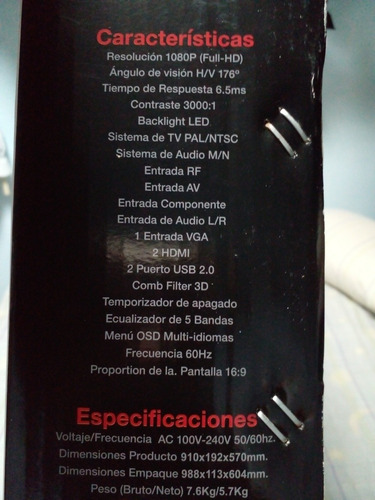 Características
Resolución 1080P (Full-HD)
Ángulo de visión H/V 176º
Tiempo de Respuesta 6.5ms
Contraste 3000:1
Backlight LED
Sistema de TV PAL/NTSC
Sistema de Audio M/N
Entrada RF
Entrada AV
Entrada Componente
Entrada de Audio L/R
1 Entrada VGA
2 HDMI
2 Puerto USB 2.0
Comb Filter 3D
Temporizador de apagado
Ecualizador de 5 Bandas
Menú OSD Multi-idiomas
Frecuencia 60Hz
Proportion de la. Pantalla 16:9
Especificaciones
Voltaje/Frecuencia AC 100V-240V 50/60hz.
Dimensiones Producto 910x192x570mm.
Dimensiones Empaque 988x113x604mm.
Peso (Bruto/Neto) 7.6Kg/5.7Kg